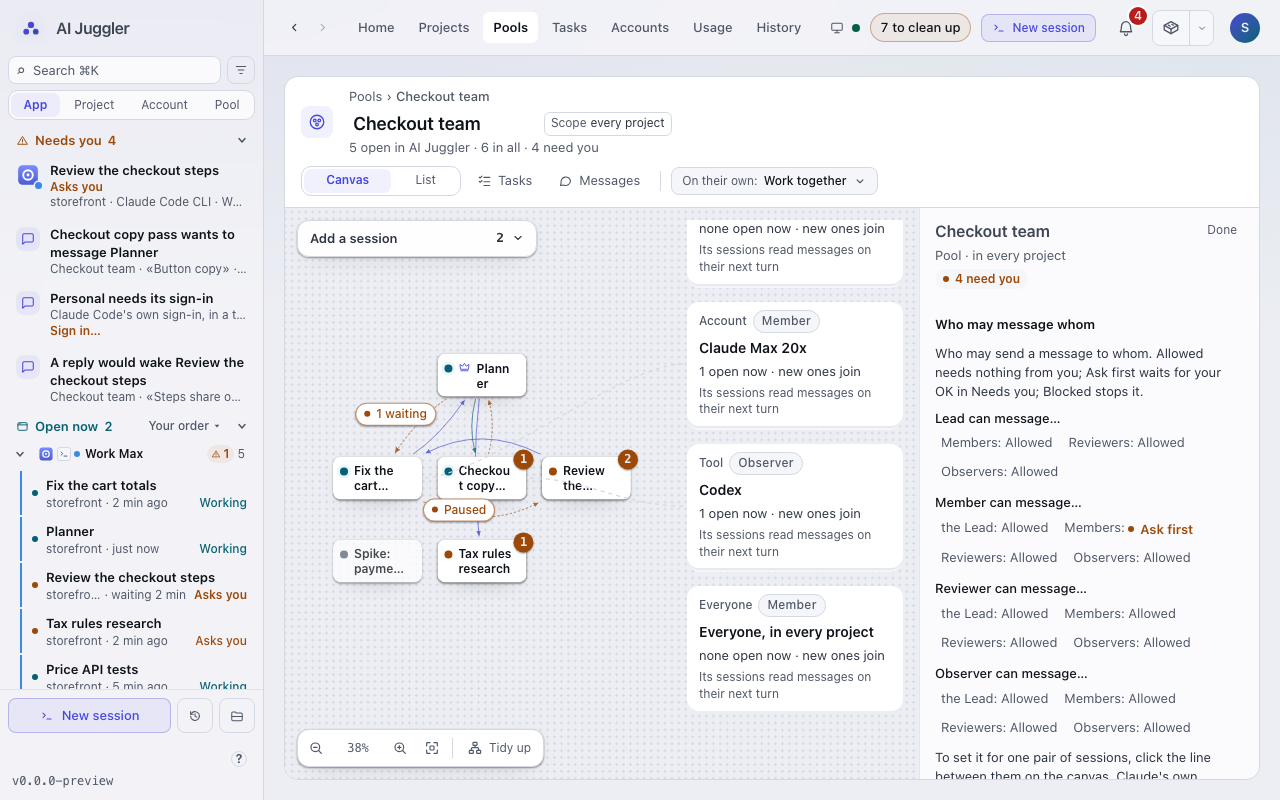 AI Juggler
Search ⌘K
App Project Account Pool
Needs you 4
Review the checkout steps
Asks you
storefront · Claude Code CLI · W...
Checkout copy pass wants to
message Planner
Checkout team · «Button copy» ·...
Personal needs its sign-in
Claude Code's own sign-in, in a t...
Sign in...
A reply would wake Review the
checkout steps
Checkout team · «Steps share o...
Open now 2 Your order
Work Max 1 5
Fix the cart totals
storefront · 2 min ago Working
Planner
storefront · just now Working
Review the checkout steps
storefro... · waiting 2 min Asks you
Tax rules research
storefront · 2 min ago Asks you
Price API tests
storefront · 5 min ago Working
New session
?
v0.0.0-preview
Home Projects Pools Tasks Accounts Usage History
7 to clean up
New session
4
S
Pools › Checkout team
Checkout team
Scope every project
5 open in AI Juggler · 6 in all · 4 need you
Canvas List Tasks Messages
On their own: Work together
Add a session 2
Plann
er
1 waiting
Fix the
cart...
Checkou
t copy...
1
Review
the...
2
Paused
Spike:
payme...
Tax rules
research
1
38%
Tidy up
none open now · new ones join
Its sessions read messages on
their next turn
Account Member
Claude Max 20x
1 open now · new ones join
Its sessions read messages on
their next turn
Tool Observer
Codex
1 open now · new ones join
Its sessions read messages on
their next turn
Everyone Member
Everyone, in every project
none open now · new ones join
Its sessions read messages on
their next turn
Checkout team
Done
Pool · in every project
4 need you
Who may message whom
Who may send a message to whom. Allowed
needs nothing from you; Ask first waits for your
OK in Needs you; Blocked stops it.
Lead can message...
Members: Allowed Reviewers: Allowed
Observers: Allowed
Member can message...
the Lead: Allowed Members: Ask first
Reviewers: Allowed Observers: Allowed
Reviewer can message...
the Lead: Allowed Members: Allowed
Reviewers: Allowed Observers: Allowed
Observer can message...
the Lead: Allowed Members: Allowed
Reviewers: Allowed Observers: Allowed
To set it for one pair of sessions, click the line
between them on the canvas. Claude's own